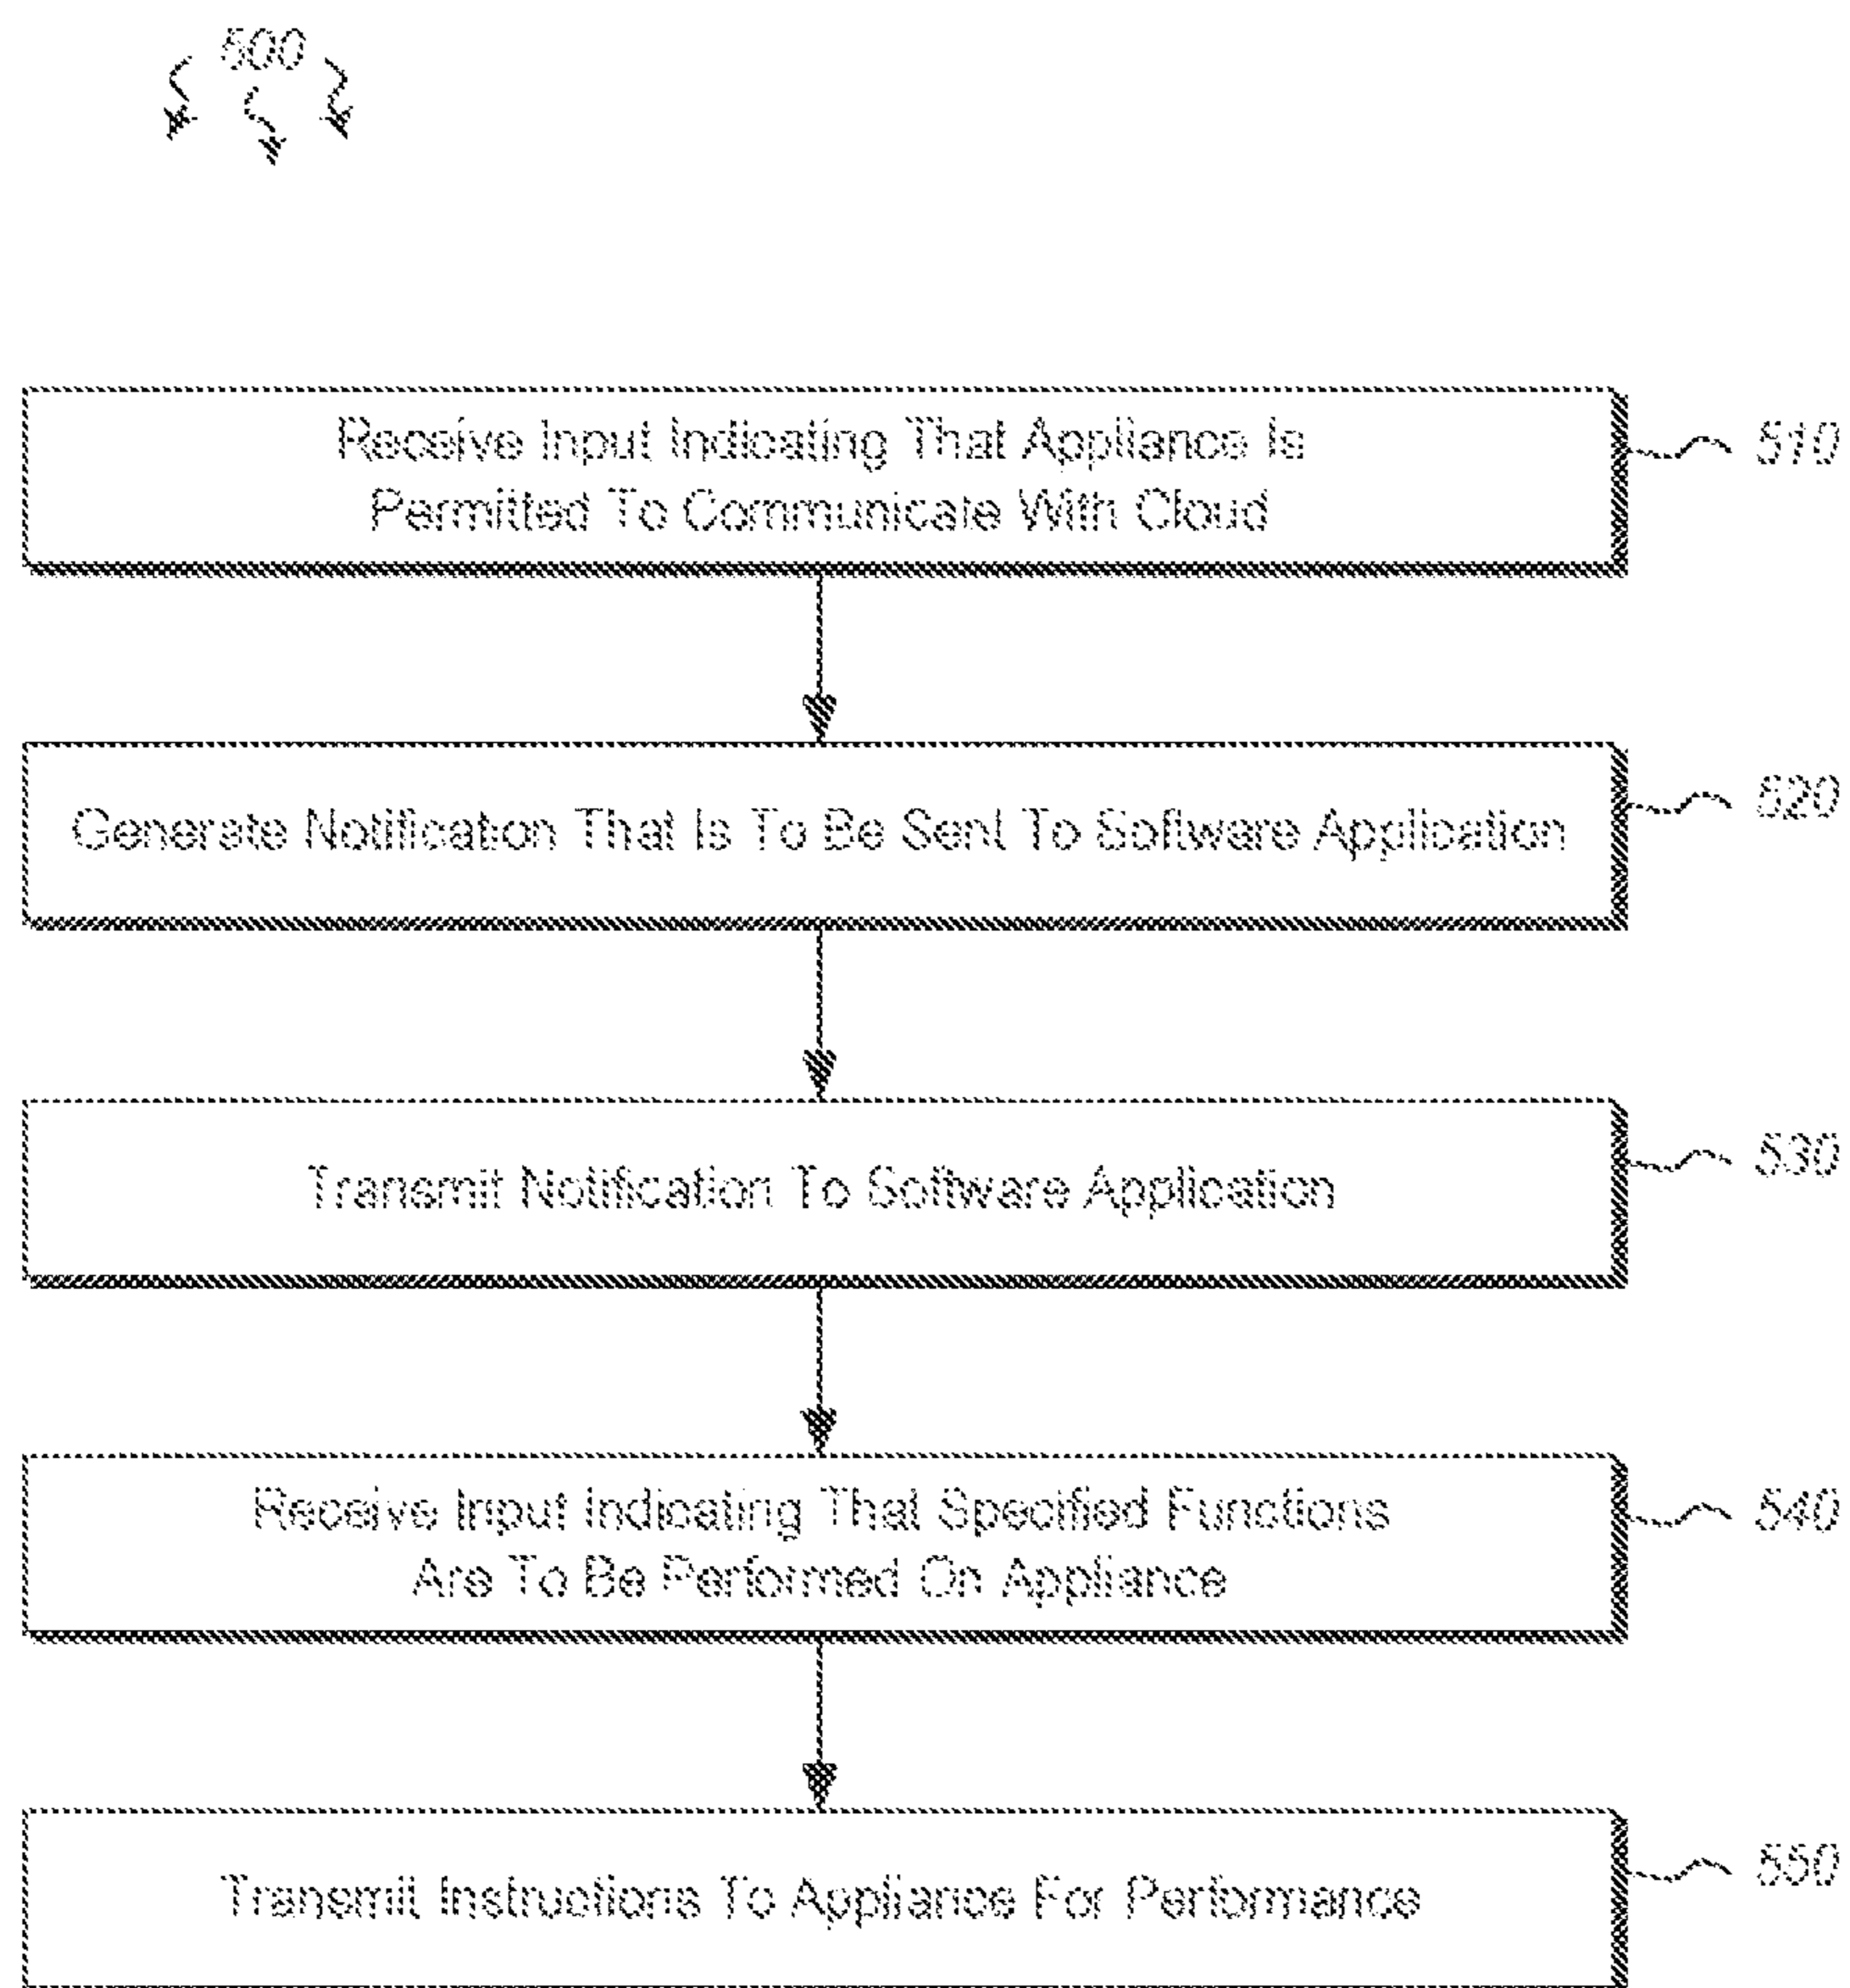 500
Receive Input Indicating That Appliance Is
Permitted To Communicate With Cloud
510
Generate Notification That Is To Be Sent To Software Application
520
Transmit Notification To Software Application
530
Receive Input Indicating That Specified Functions
Are To Be Performed On Appliance
540
Transmit Instructions To Appliance For Performance
550